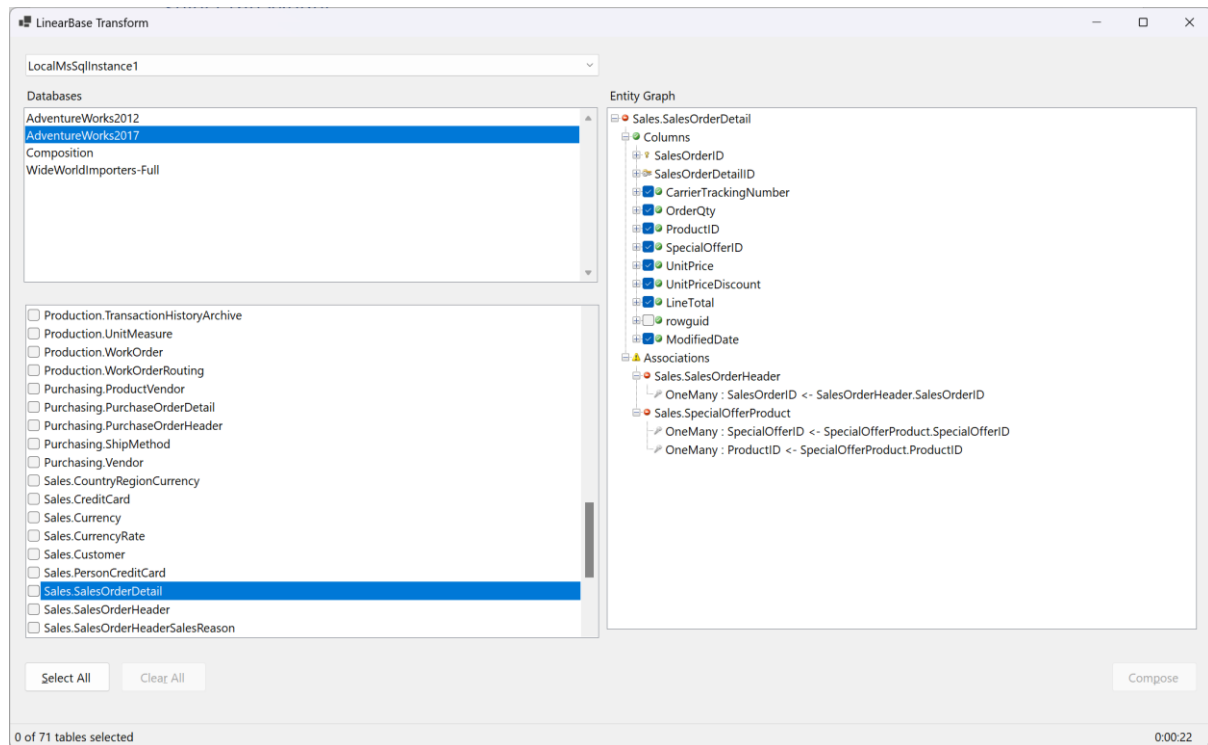 LinearBase Transform
LocalMsSqlInstance1
Databases
AdventureWorks2012
AdventureWorks2017
Composition
WideWorldImporters-Full
Production.TransactionHistoryArchive
Production.UnitMeasure
Production.WorkOrder
Production.WorkOrderRouting
Purchasing.ProductVendor
Purchasing.PurchaseOrderDetail
Purchasing.PurchaseOrderHeader
Purchasing.ShipMethod
Purchasing.Vendor
Sales.CountryRegionCurrency
Sales.CreditCard
Sales.Currency
Sales.CurrencyRate
Sales.Customer
Sales.PersonCreditCard
Sales.SalesOrderDetail
Sales.SalesOrderHeader
Sales.SalesOrderHeaderSalesReason
Entity Graph
Sales.SalesOrderDetail
Columns
SalesOrderID
SalesOrderDetailID
CarrierTrackingNumber
OrderQty
ProductID
SpecialOfferID
UnitPrice
UnitPriceDiscount
LineTotal
rowguid
ModifiedDate
Associations
Sales.SalesOrderHeader
OneMany : SalesOrderID <- SalesOrderHeader.SalesOrderID
Sales.SpecialOfferProduct
OneMany : SpecialOfferID <- SpecialOfferProduct.SpecialOfferID
OneMany : ProductID <- SpecialOfferProduct.ProductID
Select All
Clear All
Compose
0 of 71 tables selected
0:00:22